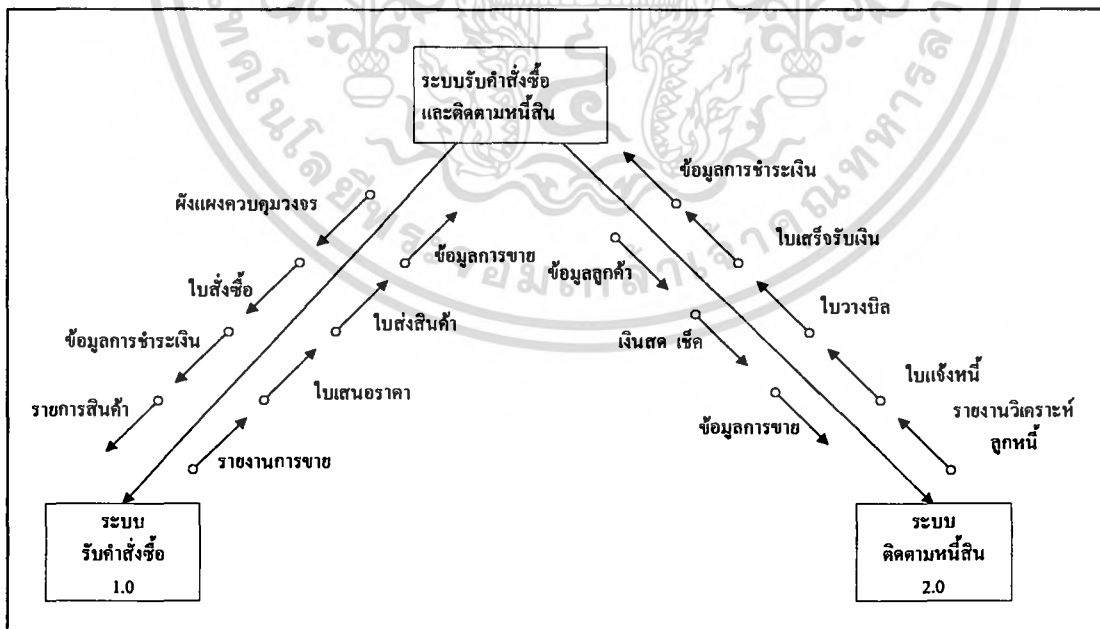 ระบบรับคำสั่งซื้อ
และติดตามหนี้สิน
ผังแผงควบคุมวงจร
ใบสั่งซื้อ
ข้อมูลการชำระเงิน
รายการสินค้า
ข้อมูลการขาย
ใบส่งสินค้า
ใบเสนอราคา
รายงานการขาย
ข้อมูลลูกค้า
เงินสด เช็ค
ข้อมูลการขาย
ข้อมูลการชำระเงิน
ใบเสร็จรับเงิน
ใบวางบิล
ใบแจ้งหนี้
รายงานวิเคราะห์
ลูกหนี้
ระบบ
รับคำสั่งซื้อ
1.0
ระบบ
ติดตามหนี้สิน
2.0